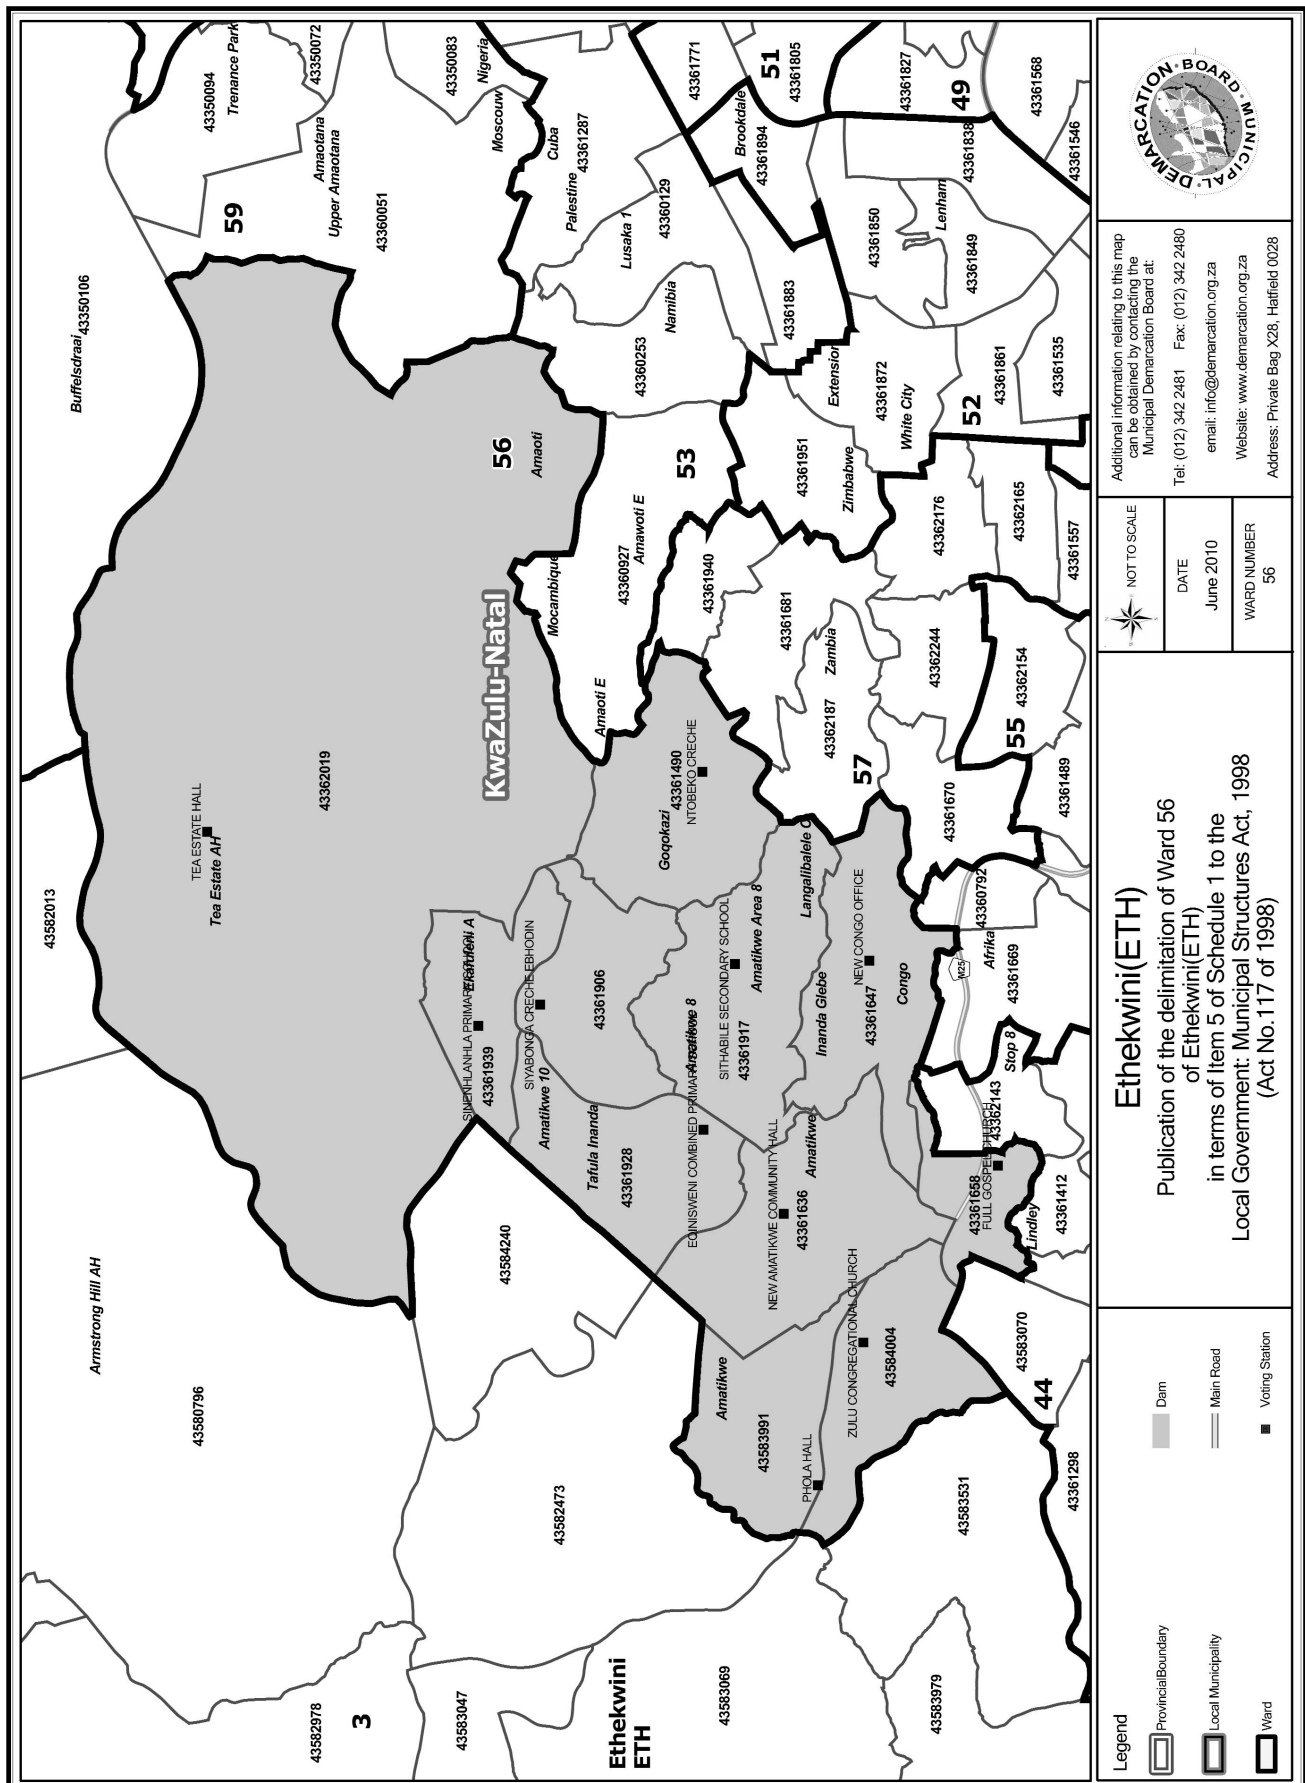 Buffelsdraai
43350106
43582013
Armstrong Hill AH
43580796
43582978
3
43583047
Ethekwini
ETH
43583069
43583979
43582473
43584240
43583531
43361298
44
43583070
59
43350094
Trenance Park
43350072
Amaotana
Upper Amaotana
43360051
43350083
Nigeria
Moscouw
Cuba
Palestine
43361287
Lusaka 1
43360129
Namibia
43360253
43361771
51
43361805
Brookdale
43361894
43361827
49
43361568
43361546
43361838
43361850
Lenham
43361849
43361883
Extension
43361872
White City
52
43361861
43361535
43361951
Zimbabwe
53
43362176
43362165
43361557
56
Amaoti
KwaZulu-Natal
Mocambique
43360927
Amawoti E
Amaoti E
43361940
43361681
Zambia
43362187
57
43362244
43362154
55
43361489
43361670
TEA ESTATE HALL
Tea Estate AH
43362019
43361490
NTOBEKO CRECHE
Goqokazi
SINENHLANHLA PRIMARY SCHOOL
43361939
SIYABONGA CRECHE EBHODIN
Amatikwe 10
43361906
Tafula Inanda
43361928
EQINISWENI COMBINED PRIMARY
Amatikwe 8
SITHABILE SECONDARY SCHOOL
43361917
Amatikwe Area 8
Langalibalele C
Inanda Glebe
NEW CONGO OFFICE
43361647
Congo
NEW AMATIKWE COMMUNITY HALL
43361636
Amatikwe
ZULU CONGREGATIONAL CHURCH
43584004
Amatikwe
43583991
PHOLA HALL
43361658
FULL GOSPEL CHURCH
43362143
Lindley
43361412
Stop 8
43361669
Afrika
43360792
M25
Legend
ProvincialBoundary
Local Municipality
Ward
Dam
Main Road
Voting Station
Ethekwini(ETH)
Publication of the delimitation of Ward 56
of Ethekwini(ETH)
in terms of Item 5 of Schedule 1 to the
Local Government: Municipal Structures Act, 1998
(Act No.117 of 1998)
NOT TO SCALE
DATE
June 2010
WARD NUMBER
56
Additional information relating to this map
can be obtained by contacting the
Municipal Demarcation Board at:
Tel: (012) 342 2481 Fax: (012) 342 2480
email: info@demarcation.org.za
Website: www.demarcation.org.za
Address: Private Bag X28, Hatfield 0028
MUNICIPAL · DEMARCATION · BOARD